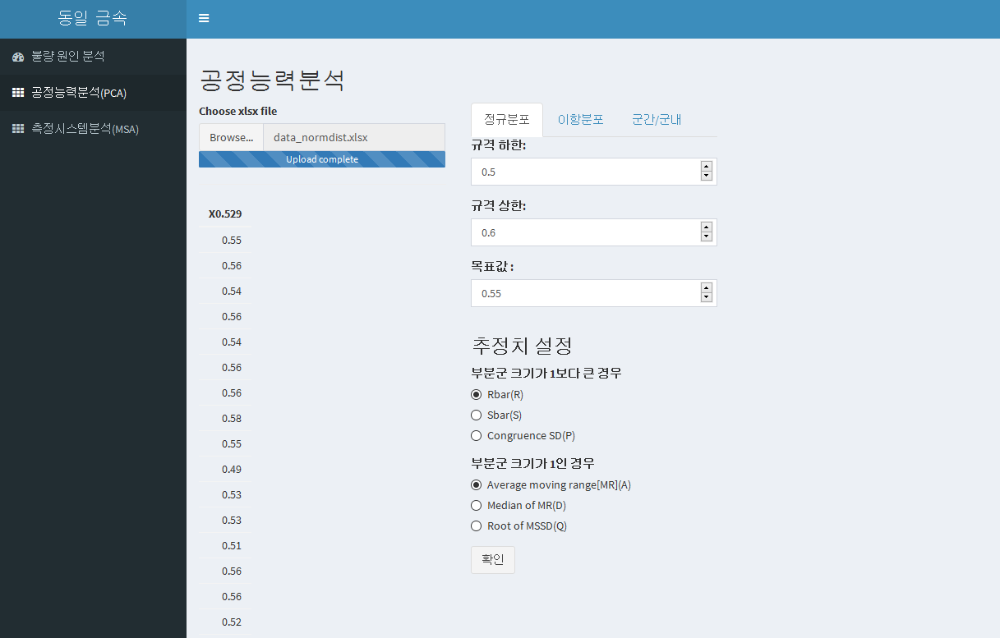 동일 금속
불량 원인 분석
공정능력분석(PCA)
측정시스템분석(MSA)
공정능력분석
Choose xlsx file
Browse... data_normdist.xlsx
Upload complete
X0.529
0.55
0.56
0.54
0.56
0.54
0.56
0.56
0.58
0.55
0.49
0.53
0.53
0.51
0.56
0.56
0.52
정규분포 이항분포 군간/군내
규격 하한:
0.5
규격 상한:
0.6
목표값 :
0.55
추정치 설정
부분군 크기가 1보다 큰 경우
Rbar(R)
Sbar(S)
Congruence SD(P)
부분군 크기가 1인 경우
Average moving range[MR](A)
Median of MR(D)
Root of MSSD(Q)
확인